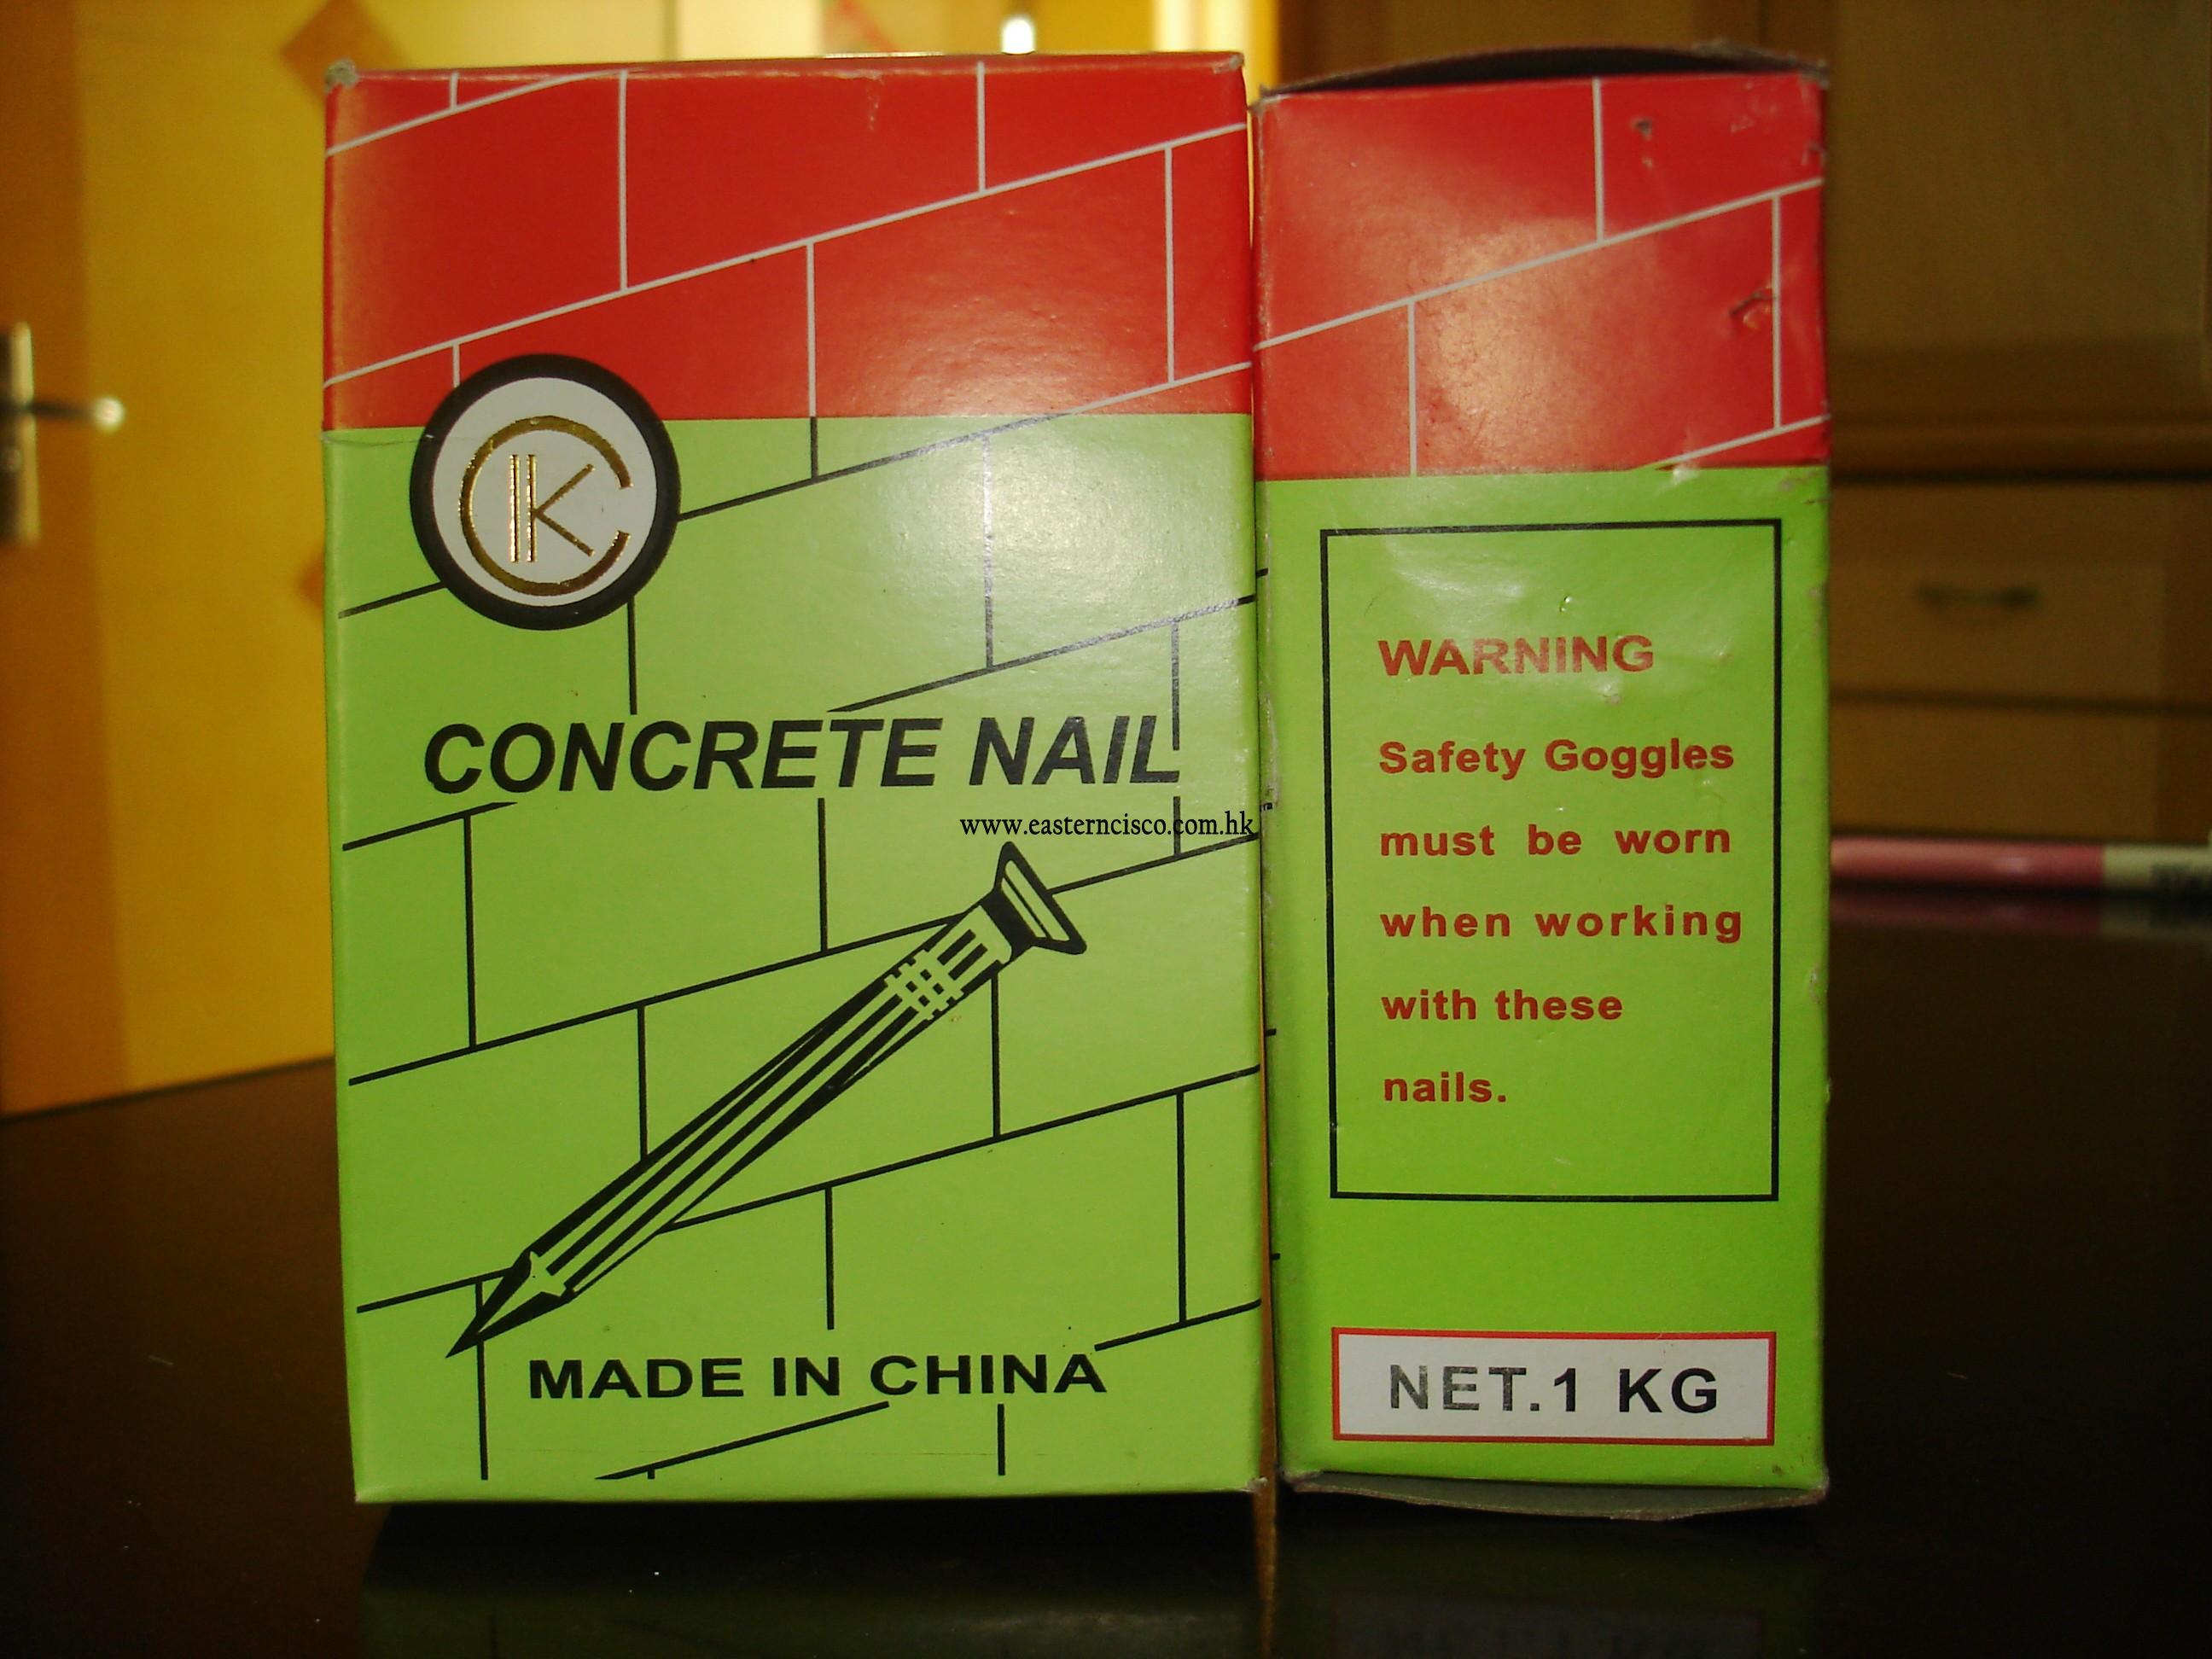 CK
CONCRETE NAIL
www.easterncisco.com.hk
MADE IN CHINA
WARNING
Safety Goggles
must be worn
when working
with these
nails.
NET.1 KG